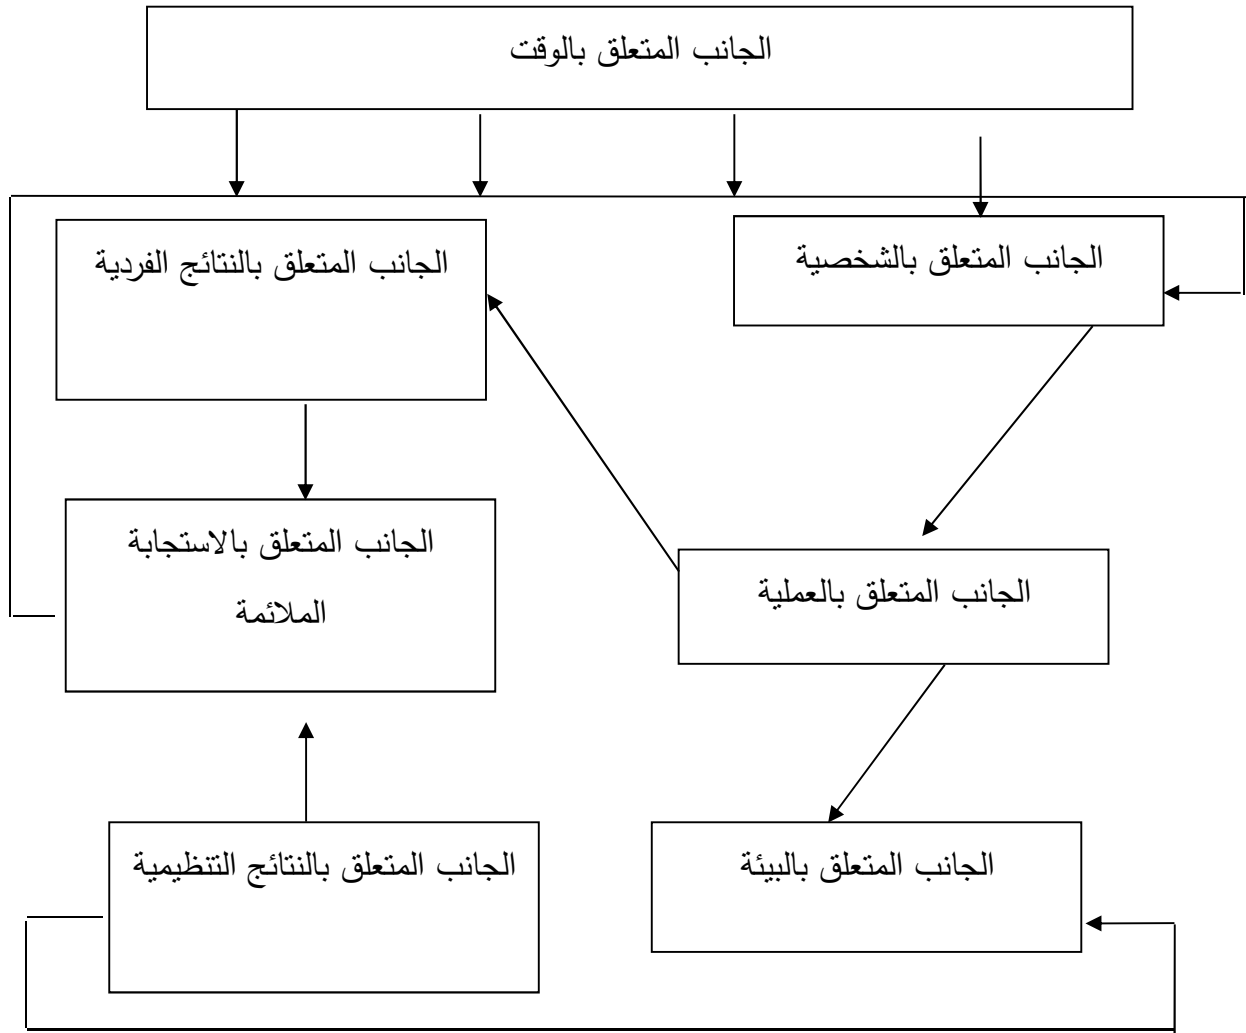 الجانب المتعلق بالوقت
الجانب المتعلق بالشخصية
الجانب المتعلق بالنتائج الفردية
الجانب المتعلق بالاستجابة
الملائمة
الجانب المتعلق بالعملية
الجانب المتعلق بالبيئة
الجانب المتعلق بالنتائج التنظيمية